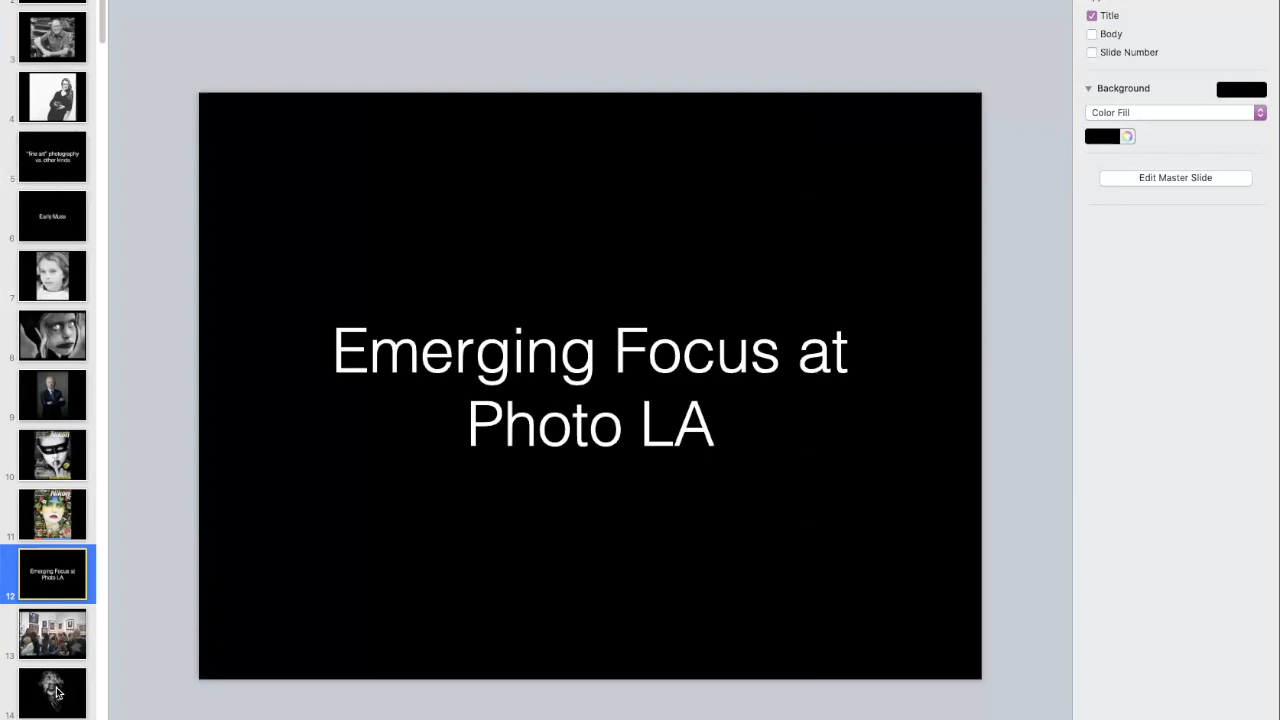 3
4
"fine art" photography
vs. other kinds
5
Early Muse
6
7
8
9
Nikon
10
Nikon
11
Emerging Focus at
Photo LA
12
13
14
Emerging Focus at
Photo LA
Title
Body
Slide Number
Background
Color Fill
Edit Master Slide